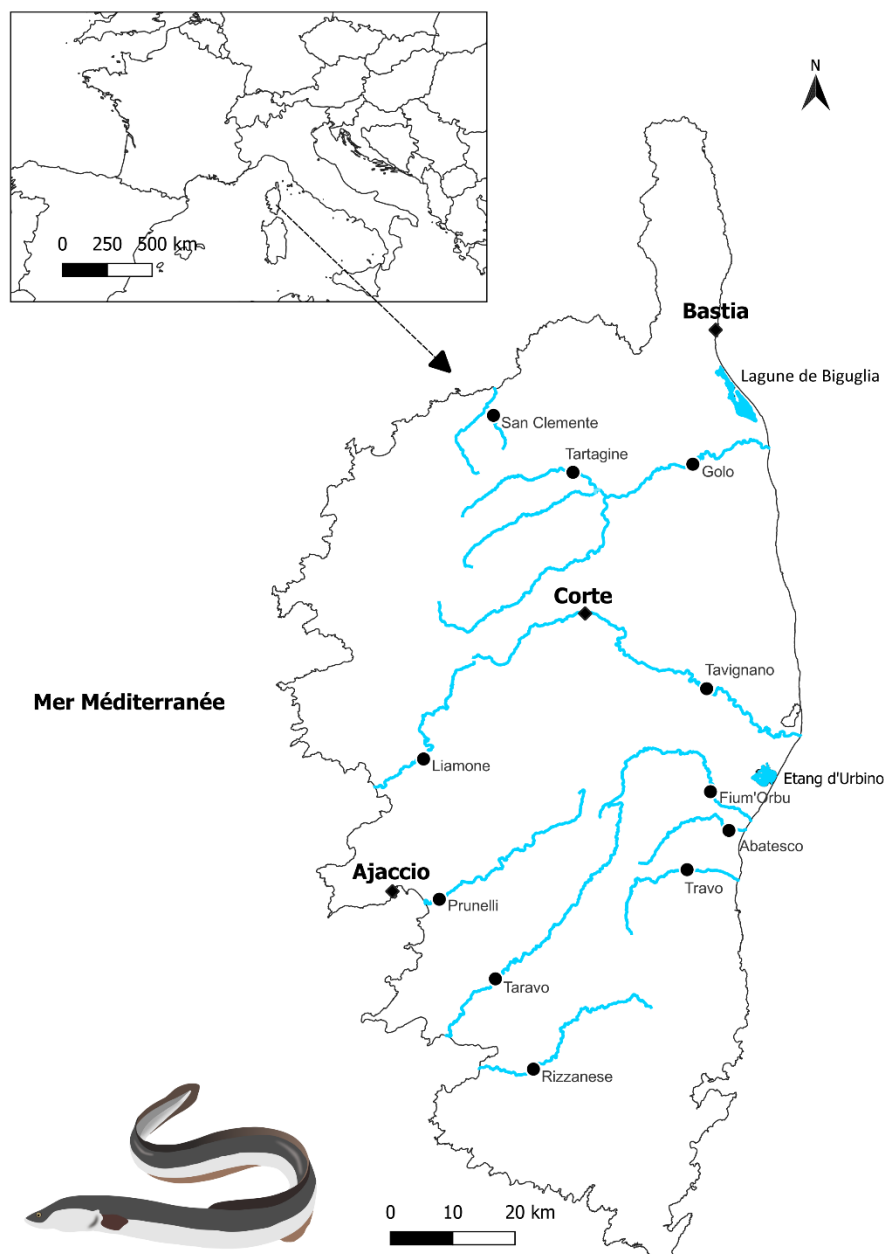 N
0 250 500 km
Bastia
Lagune de Biguglia
San Clemente
Tartagine
Golo
Corte
Tavignano
Mer Méditerranée
Liamone
Etang d'Urbino
Fium'Orbu
Abatesco
Ajaccio
Travo
Prunelli
Taravo
Rizzanese
0 10 20 km